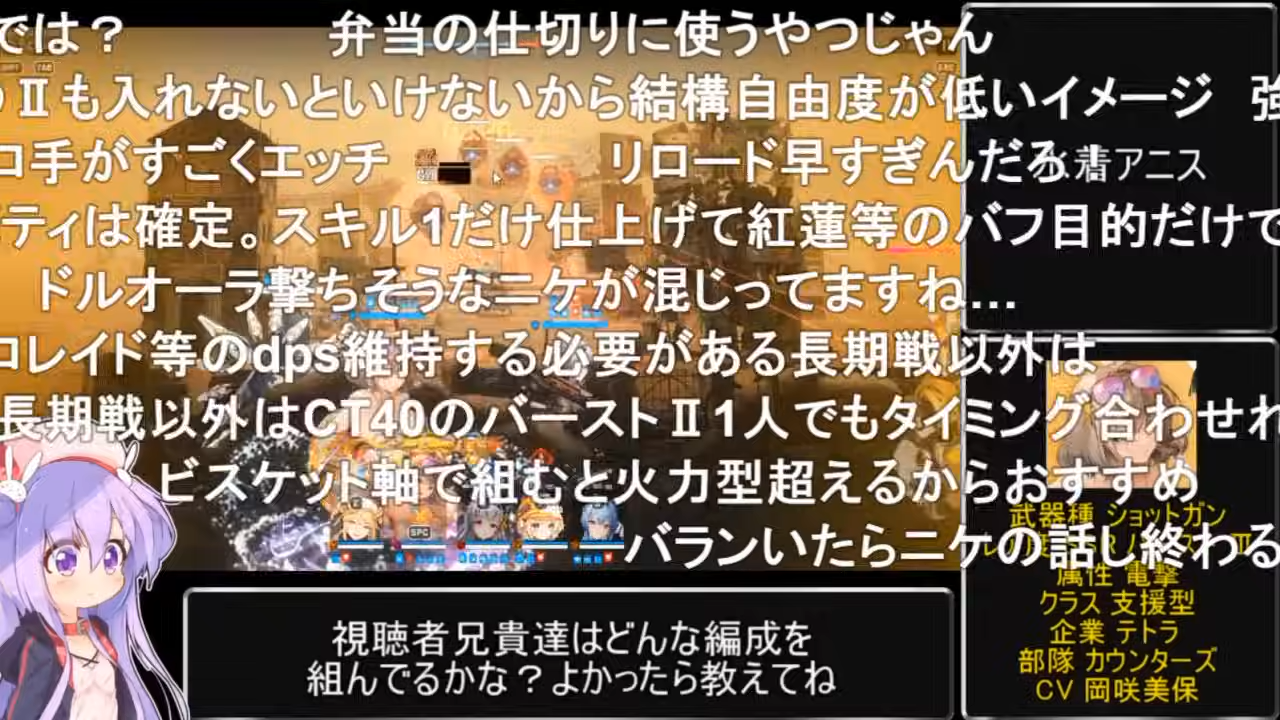 では？
弁当の仕切りに使うやつじゃん
Ⅱも入れないといけないから結構自由度が低いイメージ
強
コ手がすごくエッチ
リロード早すぎんだろ
水着アニス
ティは確定。スキル1だけ仕上げて紅蓮等のバフ目的だけで
ドルオーラ撃ちそうなニケが混じってますね…
コレイド等のdps維持する必要がある長期戦以外は
長期戦以外はCT40のバーストⅡ1人でもタイミング合わせれ
ビスケット軸で組むと火力型超えるからおすすめ
バランいたらニケの話し終わる
SPC
武器種 ショットガン
属性 電撃
クラス 支援型
企業 テトラ
部隊 カウンターズ
CV 岡咲美保
視聴者兄貴達はどんな編成を
組んでるかな？よかったら教えてね